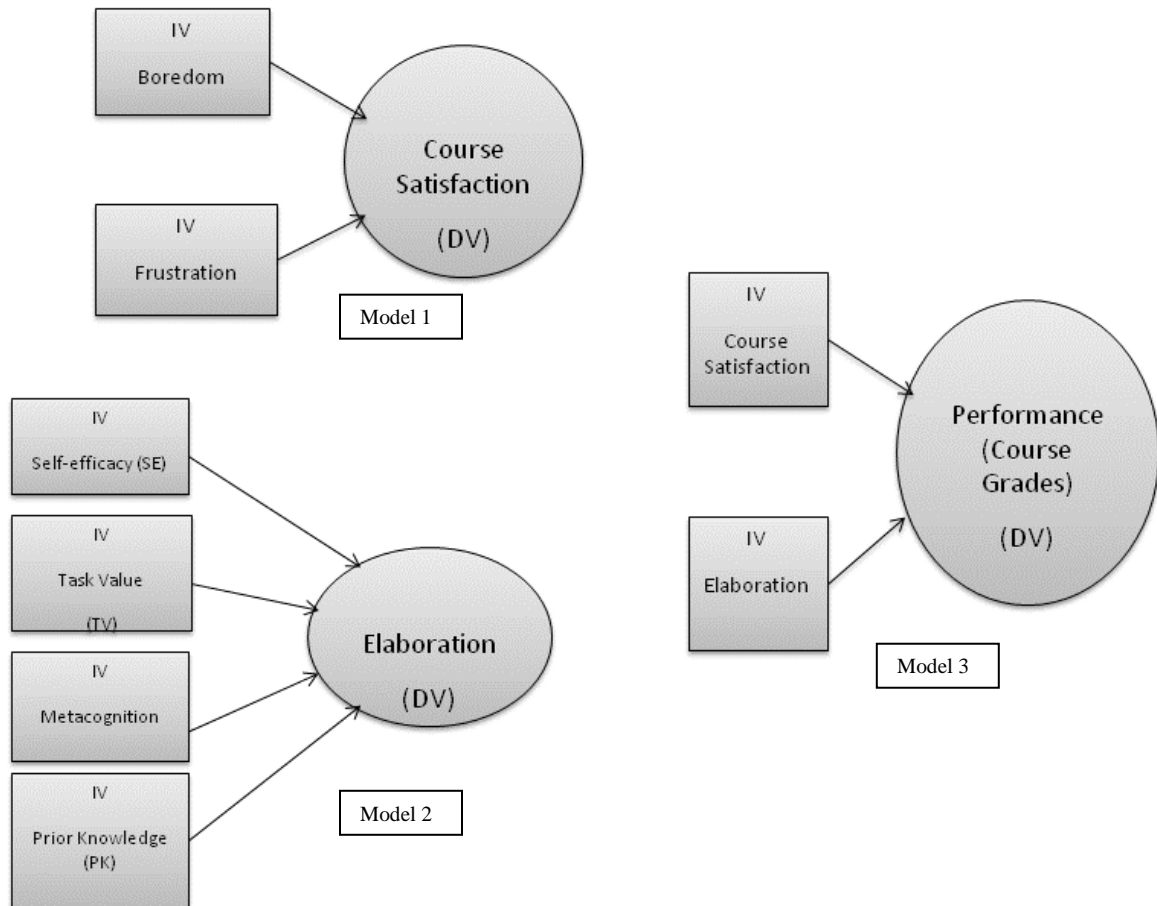 IV
Boredom
IV
Frustration
Course
Satisfaction
(DV)
Model 1
IV
Self-efficacy (SE)
IV
Task Value
(TV)
IV
Metacognition
IV
Prior Knowledge
(PK)
Elaboration
(DV)
Model 2
IV
Course
Satisfaction
IV
Elaboration
Performance
(Course
Grades)
(DV)
Model 3